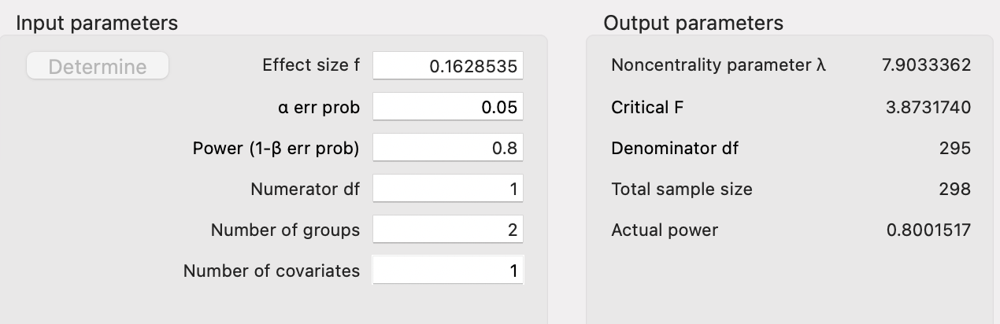 Input parameters
Determine
Effect size f 0.1628535
α err prob 0.05
Power (1-β err prob) 0.8
Numerator df 1
Number of groups 2
Number of covariates 1
Output parameters
Noncentrality parameter λ 7.9033362
Critical F 3.8731740
Denominator df 295
Total sample size 298
Actual power 0.8001517